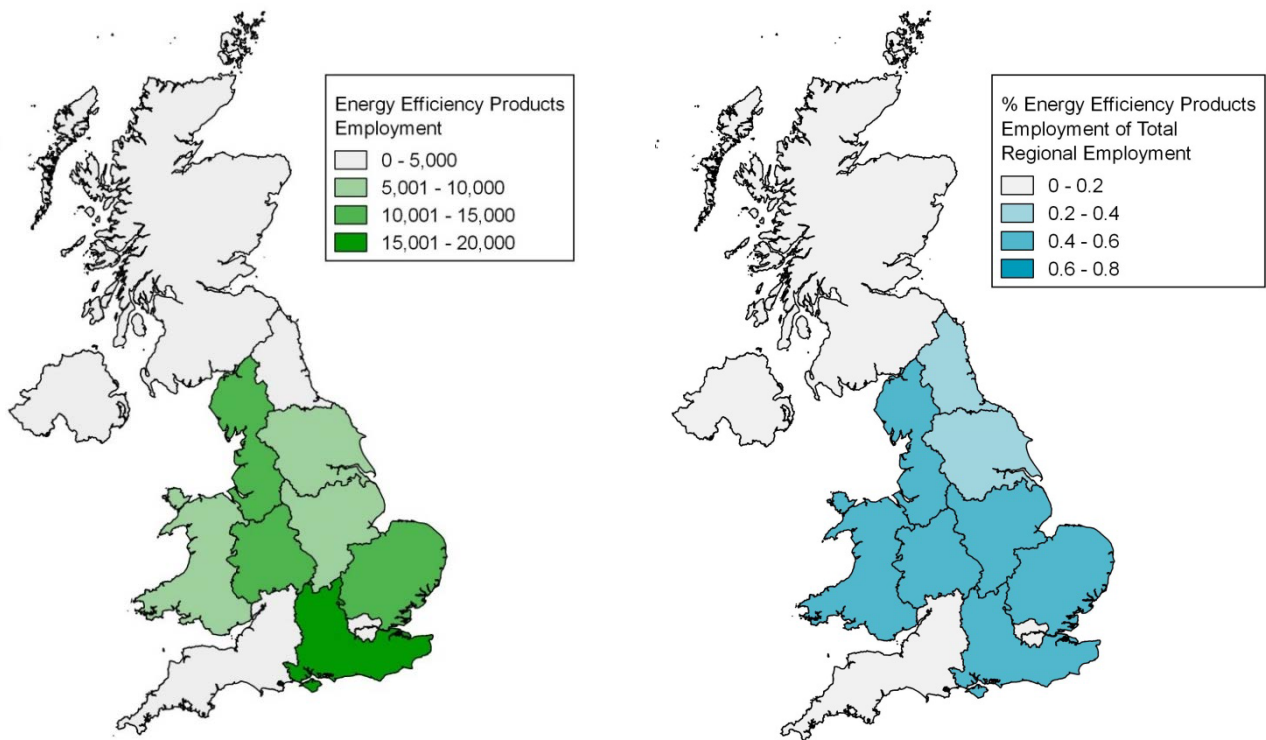 Energy Efficiency Products
Employment
0 - 5,000
5,001 - 10,000
10,001 - 15,000
15,001 - 20,000
% Energy Efficiency Products
Employment of Total
Regional Employment
0 - 0.2
0.2 - 0.4
0.4 - 0.6
0.6 - 0.8